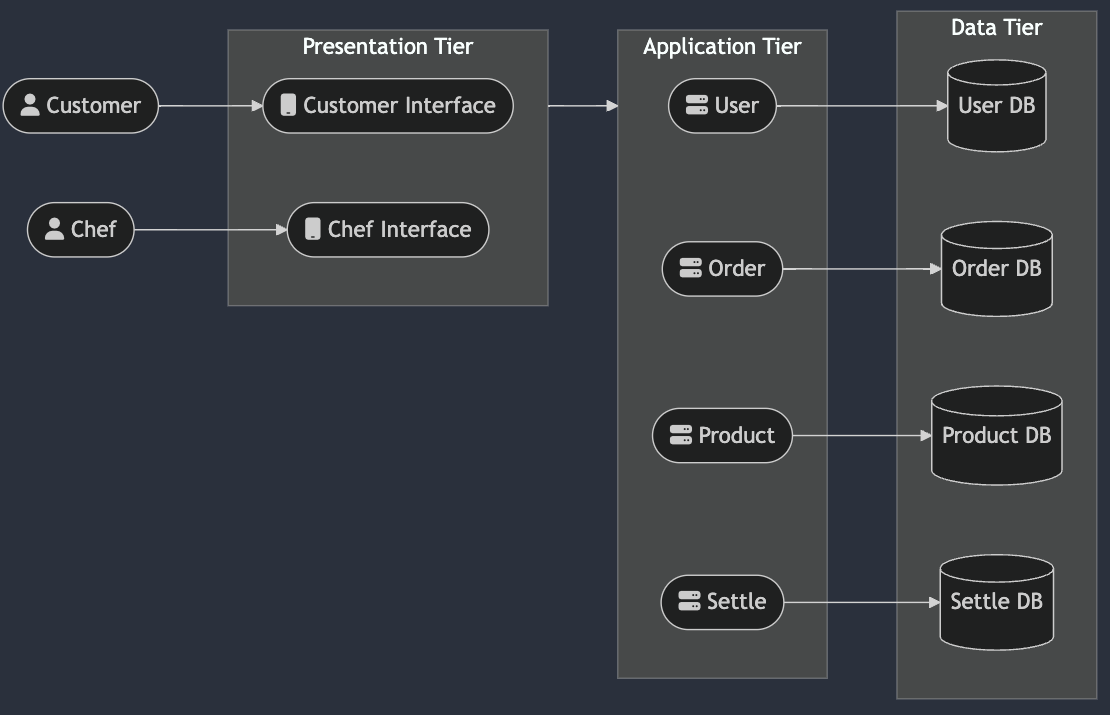 Presentation Tier
Application Tier
Data Tier
Customer
Customer Interface
User
User DB
Chef
Chef Interface
Order
Order DB
Product
Product DB
Settle
Settle DB